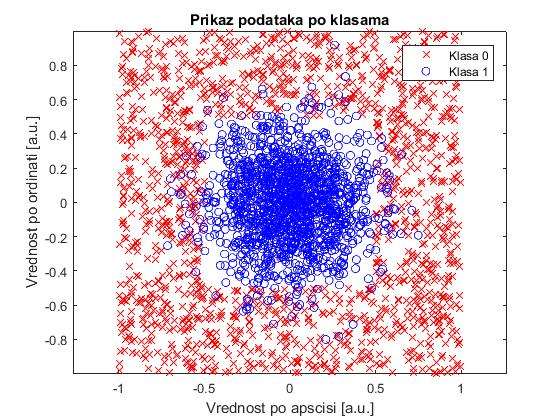 Prikaz podataka po klasama
Klasa 0
Klasa 1
Vrednost po ordinati [a.u.]
0.8
0.6
0.4
0.2
0
-0.2
-0.4
-0.6
-0.8
-1
-0.5
0
0.5
1
Vrednost po apscisi [a.u.]